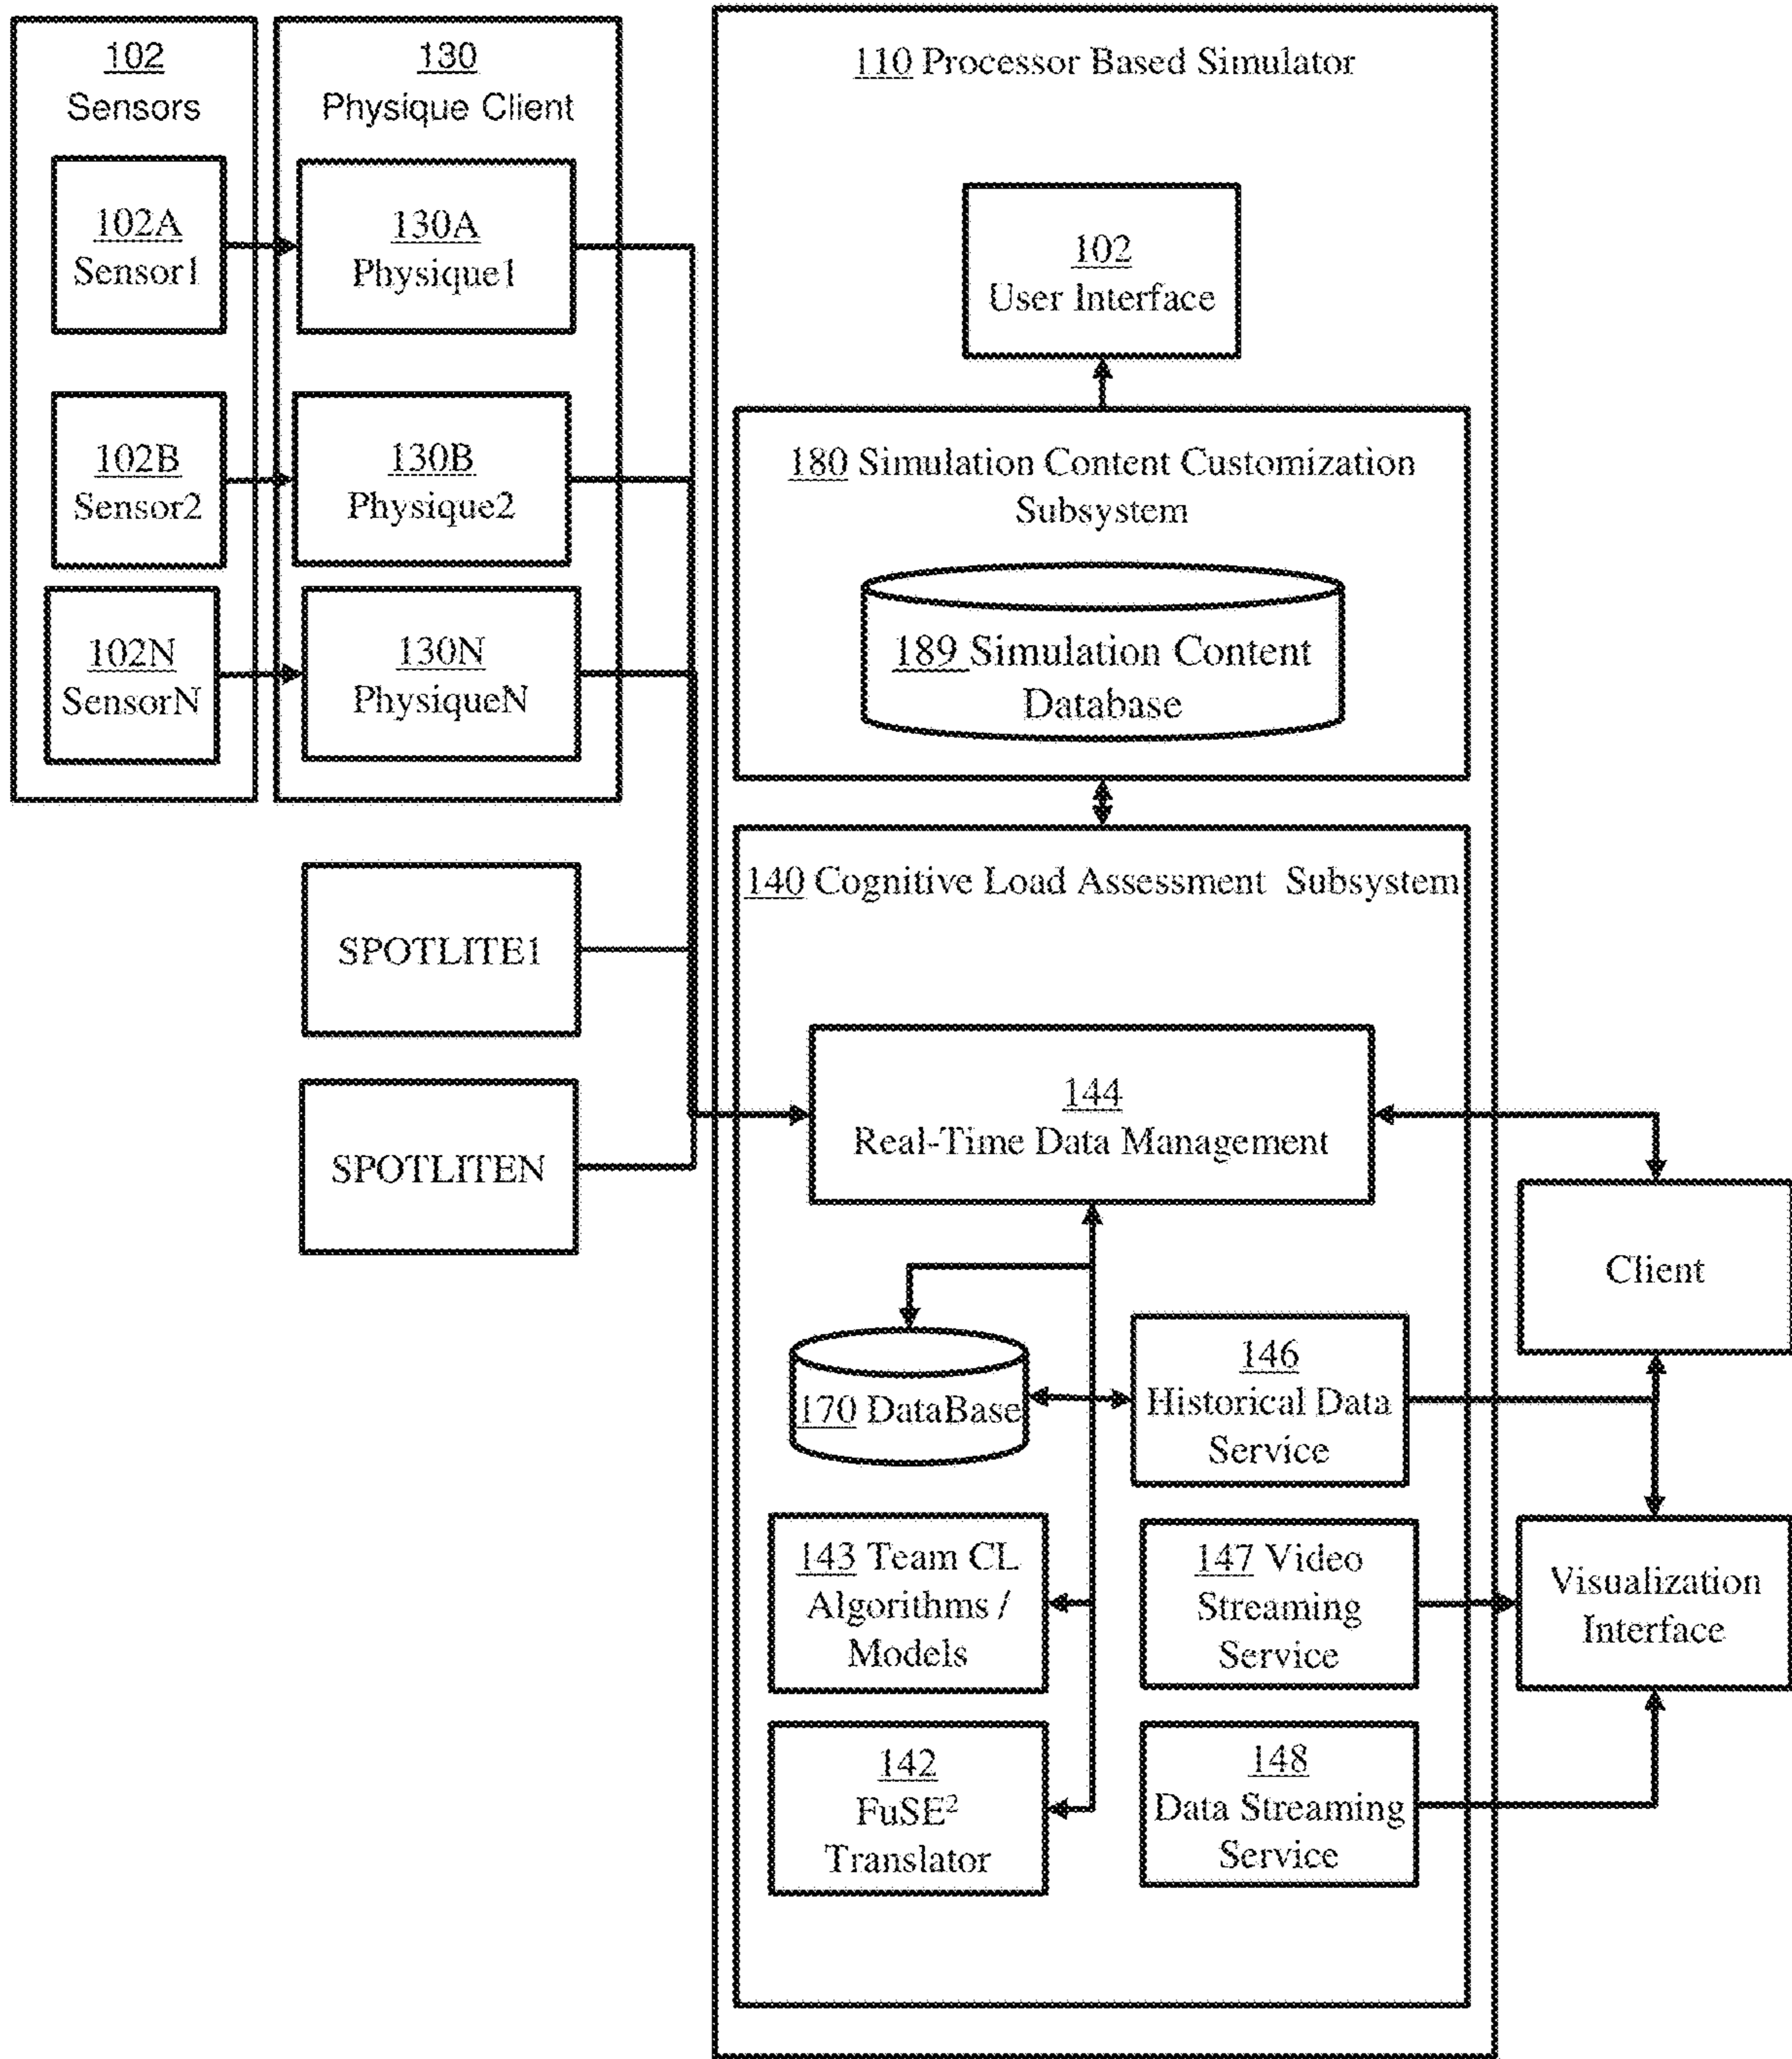 102
Sensors
102A
Sensor1
102B
Sensor2
102N
SensorN
130
Physique Client
130A
Physique1
130B
Physique2
130N
PhysiqueN
SPOTLITE1
SPOTLITEN
110 Processor Based Simulator
102
User Interface
180 Simulation Content Customization
Subsystem
189 Simulation Content
Database
140 Cognitive Load Assessment Subsystem
144
Real-Time Data Management
170 DataBase
146
Historical Data
Service
143 Team CL
Algorithms /
Models
147 Video
Streaming
Service
142
FuSE²
Translator
148
Data Streaming
Service
Client
Visualization
Interface